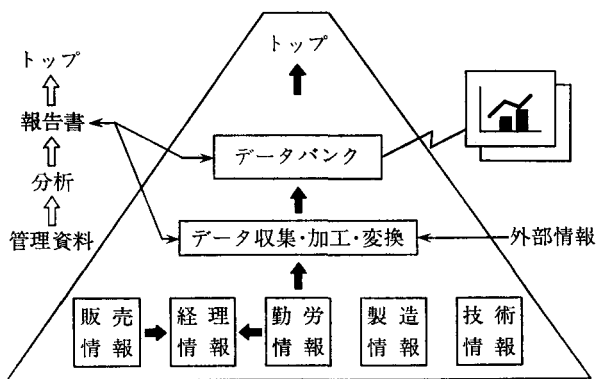 トップ
トップ
報告書
データバンク
分析
管理資料
データ収集・加工・変換
外部情報
販売情報
経理情報
勤労情報
製造情報
技術情報